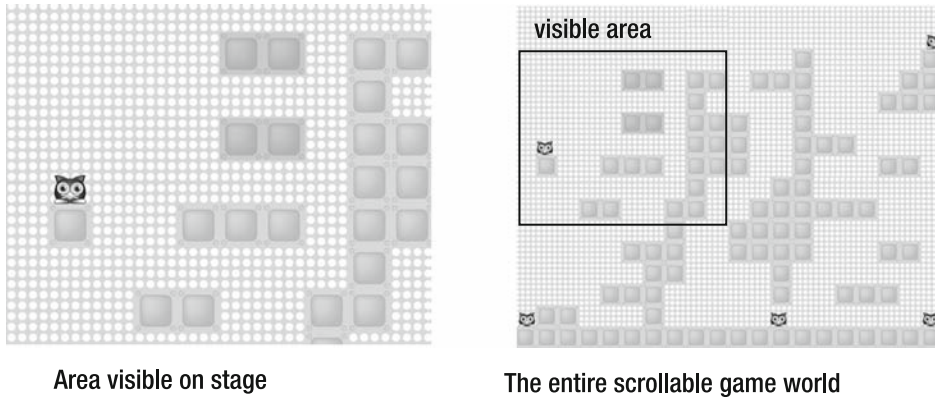 visible area
Area visible on stage
The entire scrollable game world